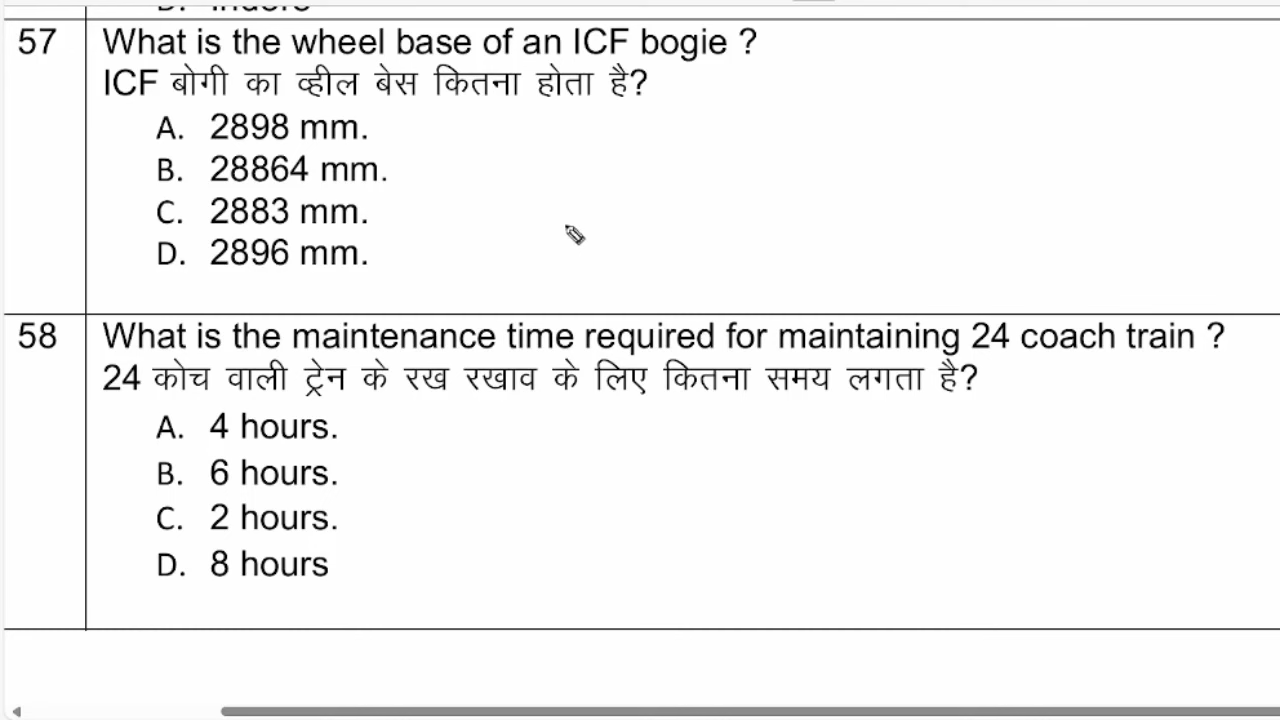 D. Indore
57 What is the wheel base of an ICF bogie ?
ICF बोगी का व्हील बेस कितना होता है?
A. 2898 mm.
B. 28864 mm.
C. 2883 mm.
D. 2896 mm.
58 What is the maintenance time required for maintaining 24 coach train ?
24 कोच वाली ट्रेन के रख रखाव के लिए कितना समय लगता है?
A. 4 hours.
B. 6 hours.
C. 2 hours.
D. 8 hours